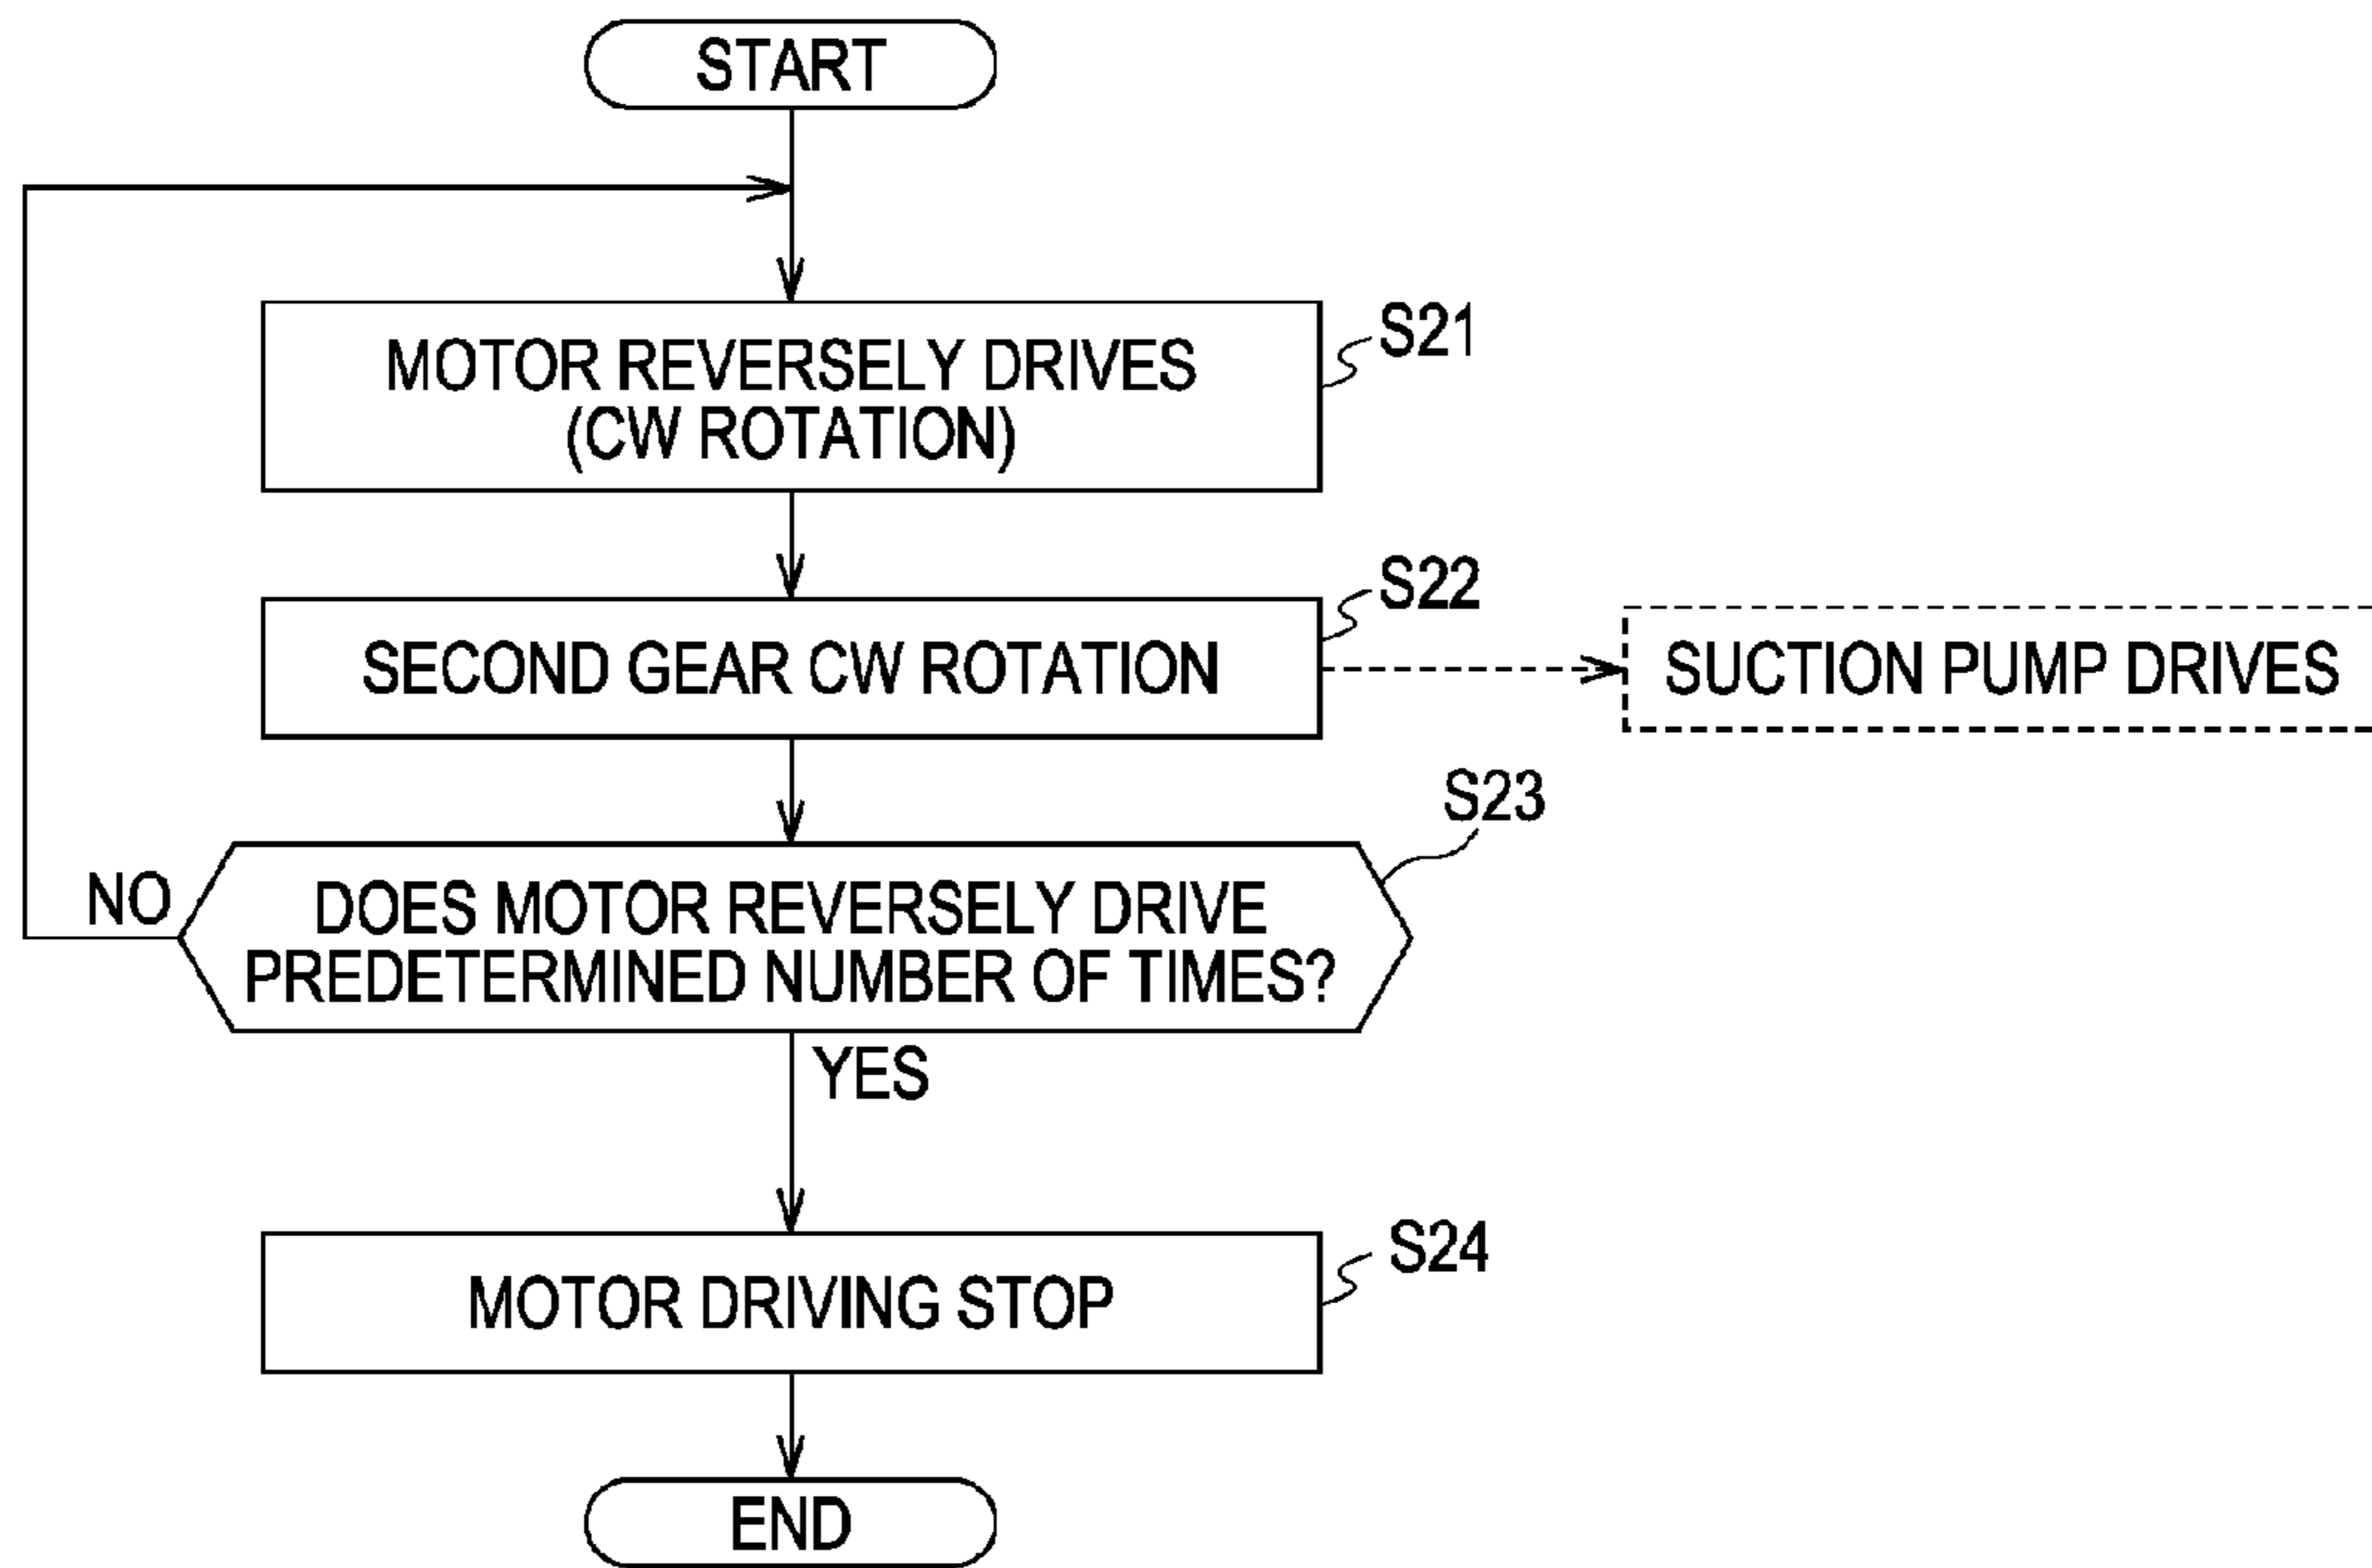 START
MOTOR REVERSELY DRIVES
(CW ROTATION)
S21
SECOND GEAR CW ROTATION
S22
SUCTION PUMP DRIVES
S23
NO
DOES MOTOR REVERSELY DRIVE
PREDETERMINED NUMBER OF TIMES?
YES
MOTOR DRIVING STOP
S24
END